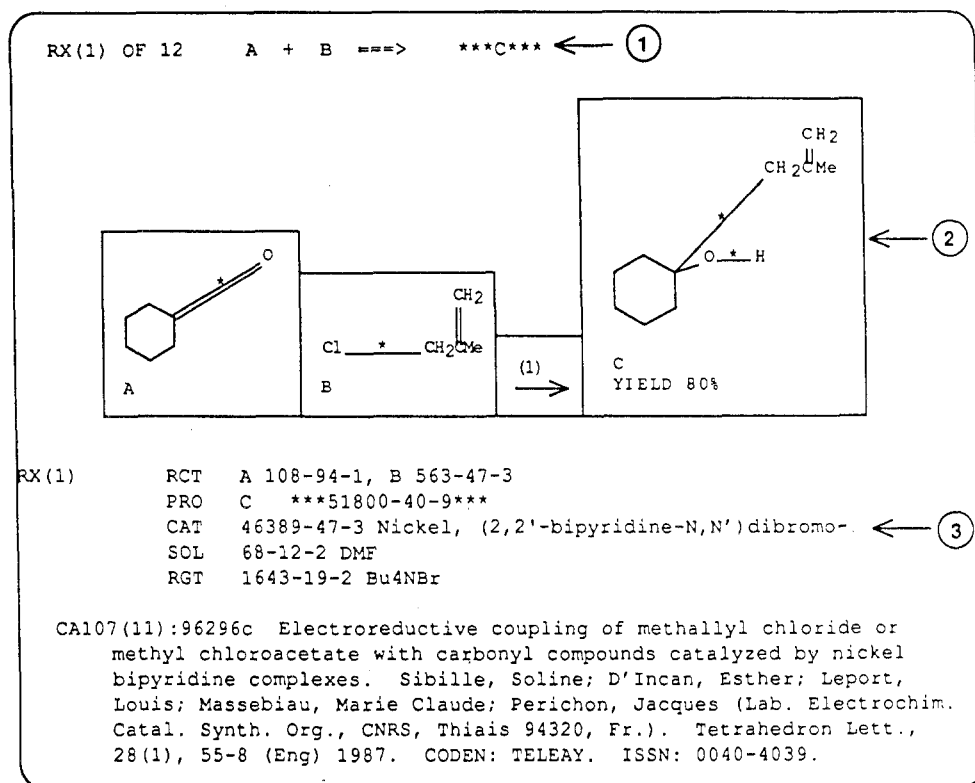 RX(1) OF 12 A + B ===> ***C*** 1
CH2
CH2CMe
2
O
*
* O * H
CH2
Cl * CH2CMe
A
B
(1)
C
YIELD 80%
RX(1) RCT A 108-94-1, B 563-47-3
PRO C ***51800-40-9***
CAT 46389-47-3 Nickel, (2,2'-bipyridine-N,N')dibromo- 3
SOL 68-12-2 DMF
RGT 1643-19-2 Bu4NBr
CA107(11):96296c Electroreductive coupling of methallyl chloride or
methyl chloroacetate with carbonyl compounds catalyzed by nickel
bipyridine complexes. Sibille, Soline; D'Incan, Esther; Leport,
Louis; Massebiau, Marie Claude; Perichon, Jacques (Lab. Electrochim.
Catal. Synth. Org., CNRS, Thiais 94320, Fr.). Tetrahedron Lett.,
28(1), 55-8 (Eng) 1987. CODEN: TELEAY. ISSN: 0040-4039.